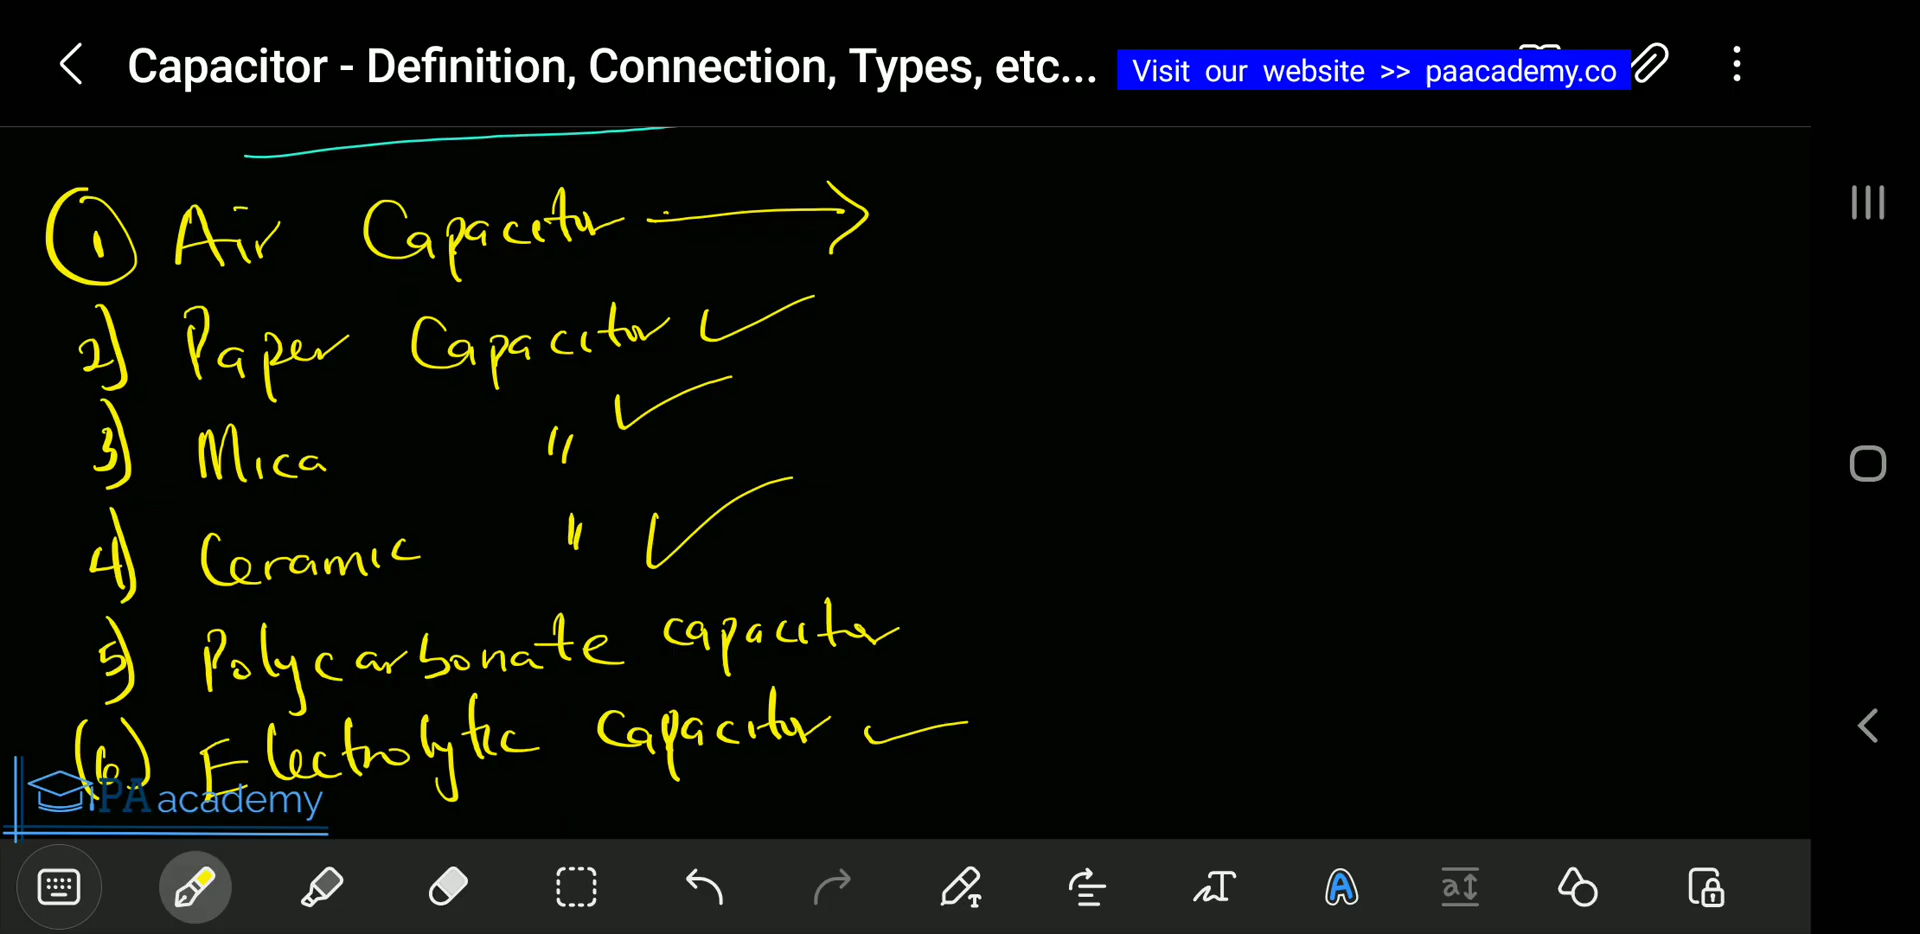 Capacitor - Definition, Connection, Types, etc...
Visit our website >> paacademy.co
① Air Capacitor →
2) Paper Capacitor ✓
3) Mica " ✓
4) Ceramic " ✓
5) Polycarbonate capacitor
(6) Electrolytic Capacitor ✓
PA academy